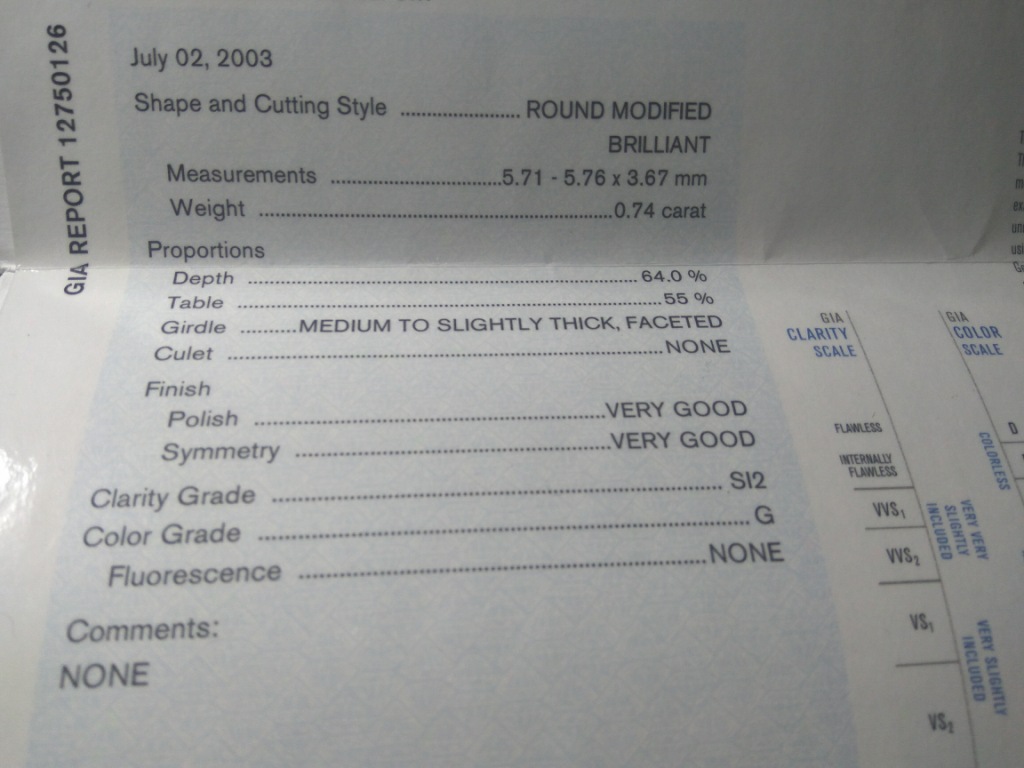 GIA REPORT 12750126
July 02, 2003
Shape and Cutting Style .................... ROUND MODIFIED
BRILLIANT
Measurements ..............................5.71 - 5.76 x 3.67 mm
Weight ..............................................................0.74 carat
Proportions
Depth .................................................................. 64.0 %
Table ........................................................................55 %
Girdle ..........MEDIUM TO SLIGHTLY THICK, FACETED
Culet ........................................................................NONE
Finish
Polish ..........................................................VERY GOOD
Symmetry ....................................................VERY GOOD
Clarity Grade .................................................................. SI2
Color Grade ........................................................................G
Fluorescence ............................................................NONE
Comments:
NONE
GIA
CLARITY
SCALE
FLAWLESS
INTERNALLY
FLAWLESS
VVS1
VVS2
VERY VERY
SLIGHTLY
INCLUDED
VS1
VS2
VERY SLIGHTLY
INCLUDED
GIA
COLOR
SCALE
D
COLORLESS